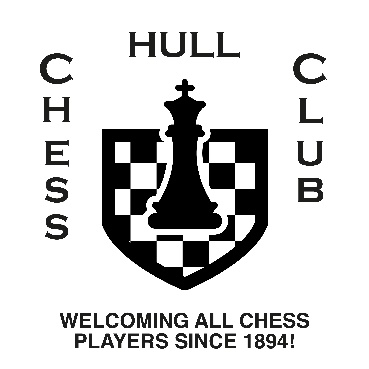 HULL
CHESS
CLUB
WELCOMING ALL CHESS
PLAYERS SINCE 1894!